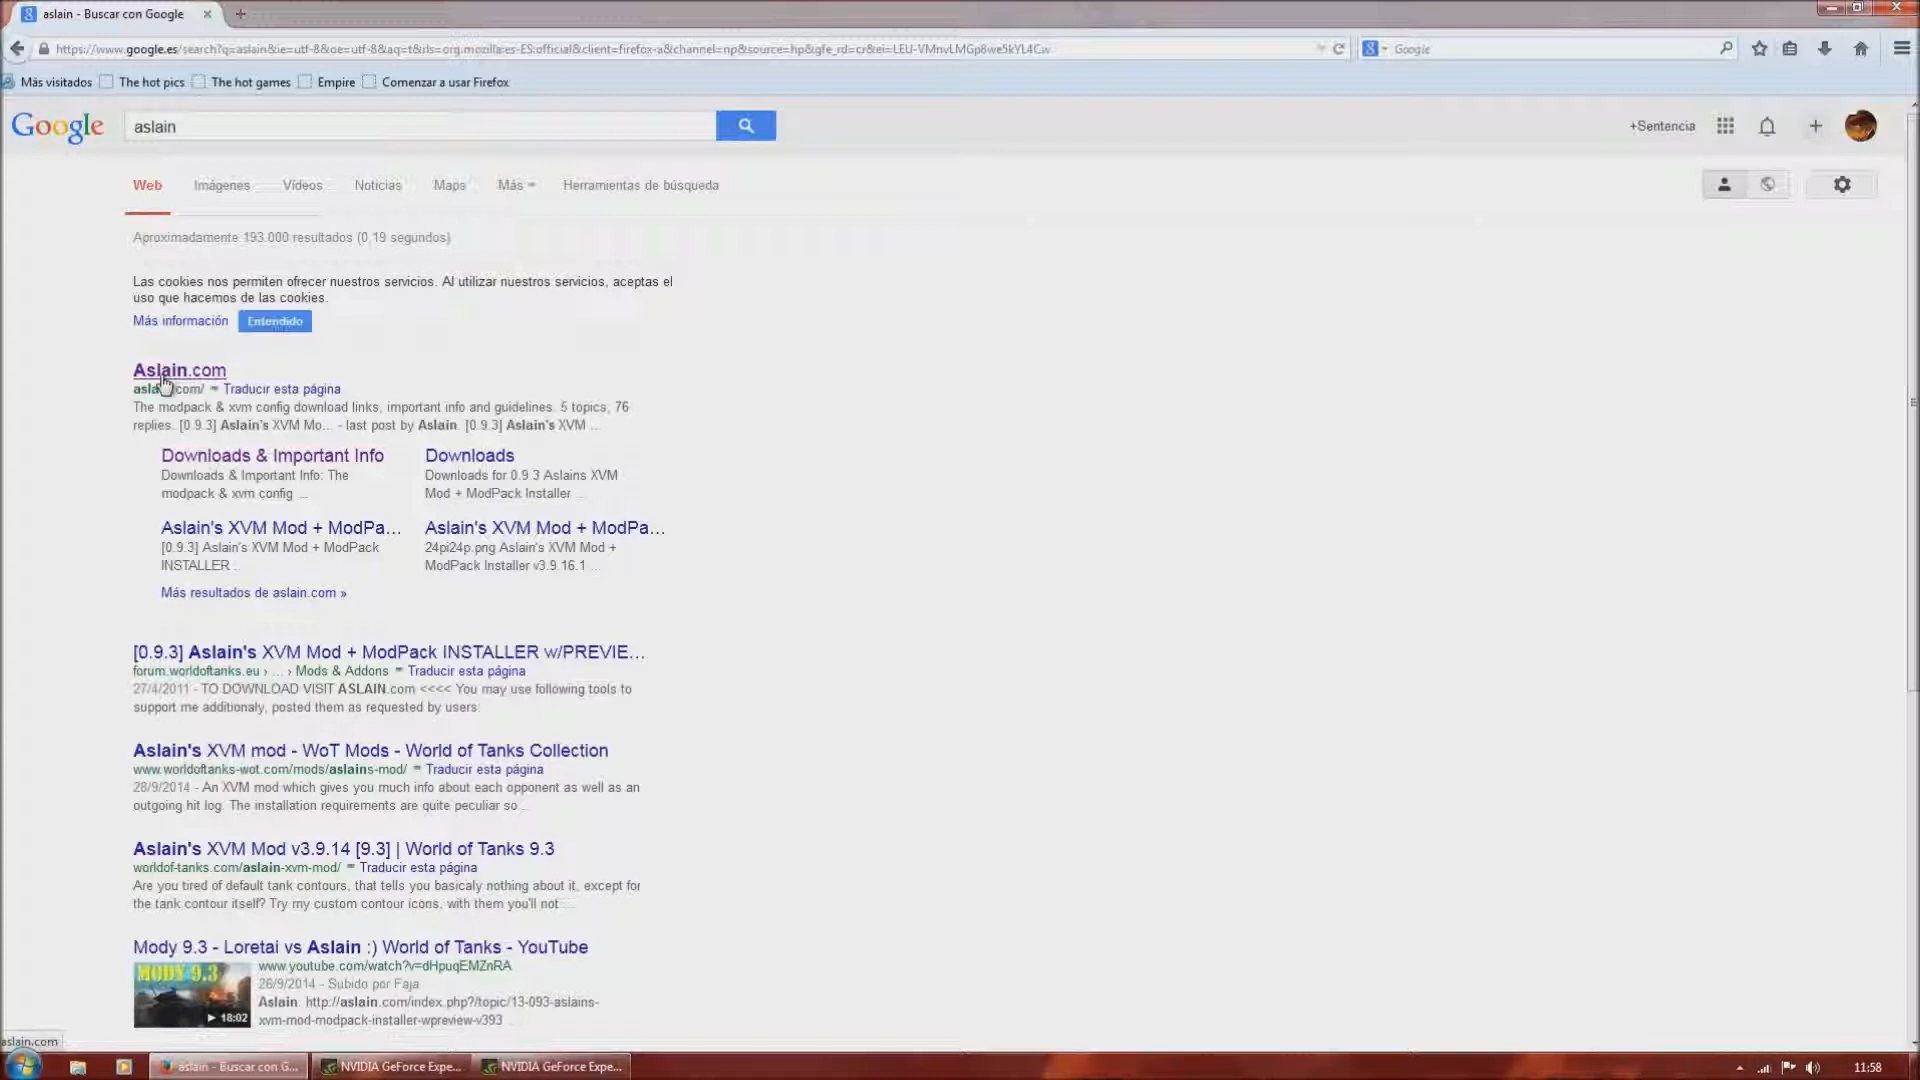 aslain - Buscar con Google
https://www.google.es/search?q=aslain&ie=utf-8&oe=utf-8&aq=t&rls=org.mozilla:es-ES:official&client=firefox-a&channel=np&source=hp&gfe_rd=cr&ei=
Google
Más visitados The hot pics The hot games Empire Comenzar a usar Firefox
Google aslain
+Sentencia
Web Imágenes Vídeos Noticias Maps Más Herramientas de búsqueda
Aproximadamente 193.000 resultados (0,19 segundos)
Las cookies nos permiten ofrecer nuestros servicios. Al utilizar nuestros servicios, aceptas el
uso que hacemos de las cookies.
Más información Entendido
Aslain.com
aslain.com/ Traducir esta página
The modpack & xvm config download links, important info and guidelines. 5 topics, 76
replies. [0.9.3] Aslain's XVM Mo... - last post by Aslain. [0.9.3] Aslain's XVM ...
Downloads & Important Info
Downloads & Important Info: The
modpack & xvm config ...
Downloads
Downloads for 0.9.3 Aslains XVM
Mod + ModPack Installer ...
Aslain's XVM Mod + ModPa...
[0.9.3] Aslain's XVM Mod + ModPack
INSTALLER ...
Aslain's XVM Mod + ModPa...
24pi24p.png Aslain's XVM Mod +
ModPack Installer v3.9.16.1 ...
Más resultados de aslain.com »
[0.9.3] Aslain's XVM Mod + ModPack INSTALLER w/PREVIE...
forum.worldoftanks.eu › ... › Mods & Addons Traducir esta página
27/4/2011 - TO DOWNLOAD VISIT ASLAIN.com <<<< You may use following tools to
support me additionaly, posted them as requested by users:
Aslain's XVM mod - WoT Mods - World of Tanks Collection
www.worldoftanks-wot.com/mods/aslains-mod/ Traducir esta página
28/9/2014 - An XVM mod which gives you much info about each opponent as well as an
outgoing hit log. The installation requirements are quite peculiar so ...
Aslain's XVM Mod v3.9.14 [9.3] | World of Tanks 9.3
worldof-tanks.com/aslain-xvm-mod/ Traducir esta página
Are you tired of default tank contours, that tells you basicaly nothing about it, except for
the tank contour itself? Try my custom contour icons, with them you'll not ...
Mody 9.3 - Loretai vs Aslain :) World of Tanks - YouTube
MODY 9.3
18:02
www.youtube.com/watch?v=dHpuqEMZnRA
26/9/2014 - Subido por Faja
Aslain. http://aslain.com/index.php?/topic/13-093-aslains-
xvm-mod-modpack-installer-wpreview-v393
aslain.com
aslain - Buscar con G... NVIDIA GeForce Expe... NVIDIA GeForce Expe... 11:58